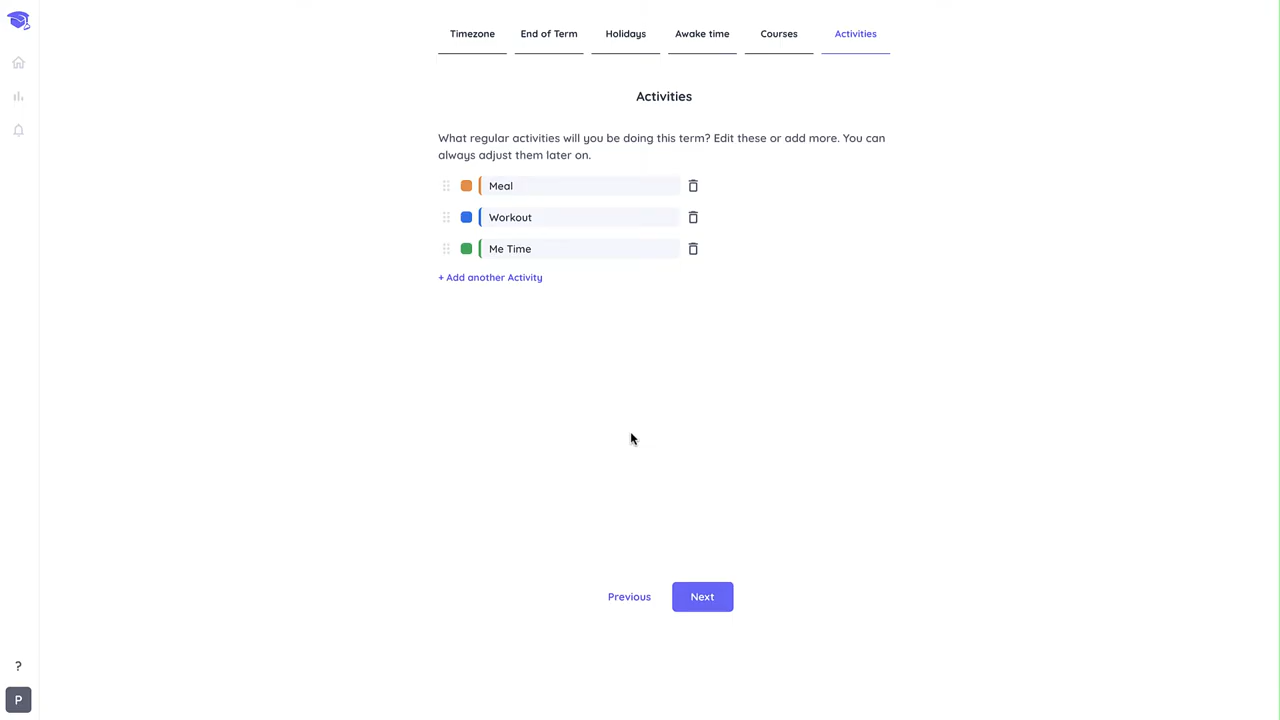 Timezone End of Term Holidays Awake time Courses Activities
Activities
What regular activities will you be doing this term? Edit these or add more. You can
always adjust them later on.
Meal
Workout
Me Time
+ Add another Activity
Previous Next
?
P